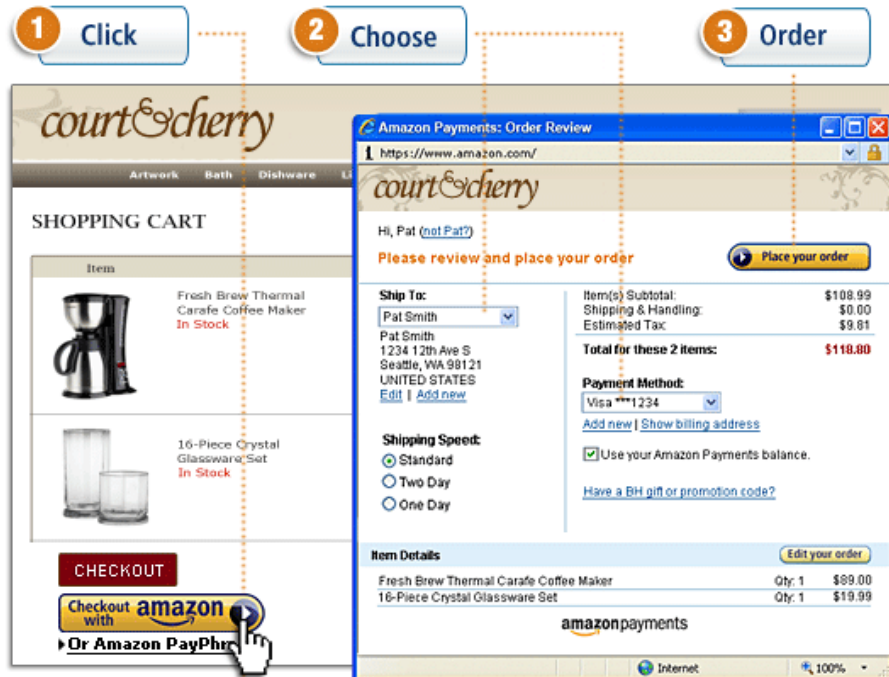 1 Click
2 Choose
3 Order
court&cherry
Artwork Bath Dishware
SHOPPING CART
Item
Fresh Brew Thermal
Carafe Coffee Maker
In Stock
16-Piece Crystal
Glassware Set
In Stock
CHECKOUT
Checkout with amazon
Or Amazon PayPhr
Amazon Payments: Order Review
https://www.amazon.com/
court&cherry
Hi, Pat (not Pat?)
Please review and place your order
Place your order
Ship To:
Pat Smith
Pat Smith
1234 12th Ave S
Seattle, WA 98121
UNITED STATES
Edit | Add new
Shipping Speed:
Standard
Two Day
One Day
Item(s) Subtotal: $108.99
Shipping & Handling: $0.00
Estimated Tax: $9.81
Total for these 2 items: $118.80
Payment Method:
Visa ***1234
Add new | Show billing address
Use your Amazon Payments balance.
Have a BH gift or promotion code?
Item Details
Edit your order
Fresh Brew Thermal Carafe Coffee Maker Qty: 1 $89.00
16-Piece Crystal Glassware Set Qty: 1 $19.99
amazonpayments
Internet
100%